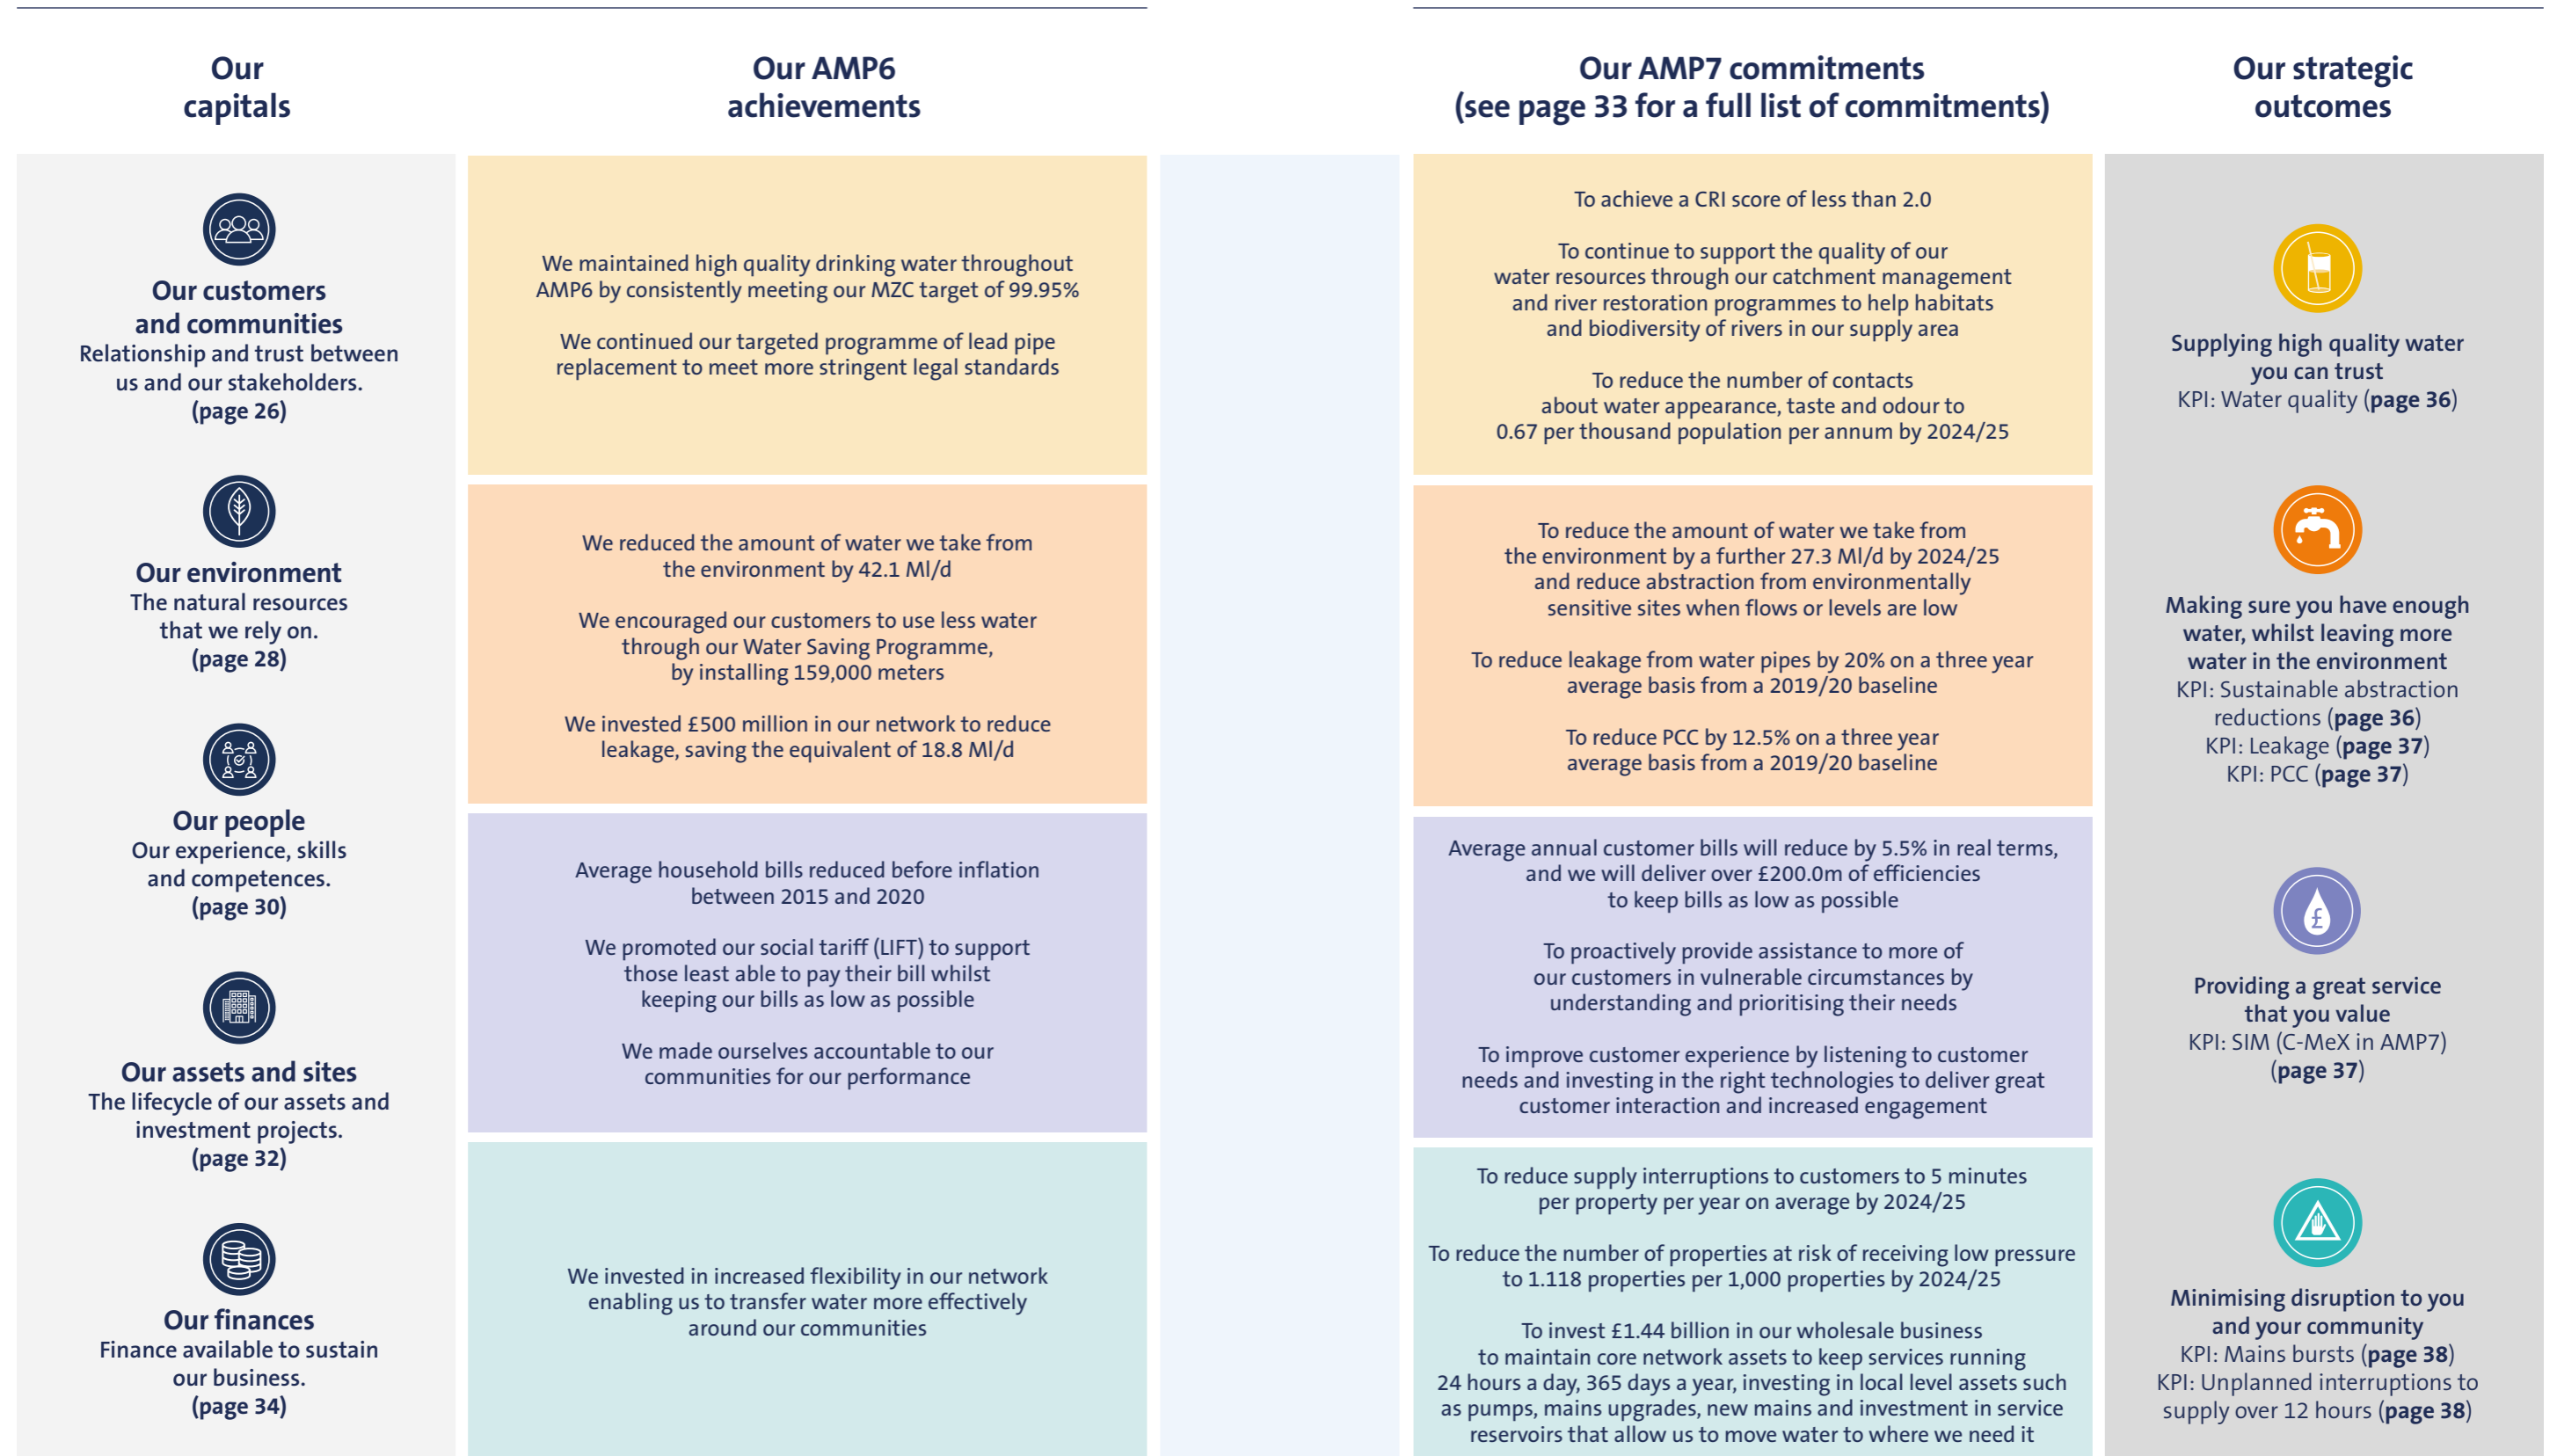 Our
capitals
Our AMP6
achievements
Our AMP7 commitments
(see page 33 for a full list of commitments)
Our strategic
outcomes
Our customers
and communities
Relationship and trust between
us and our stakeholders.
(page 26)
Our environment
The natural resources
that we rely on.
(page 28)
Our people
Our experience, skills
and competences.
(page 30)
Our assets and sites
The lifecycle of our assets and
investment projects.
(page 32)
Our finances
Finance available to sustain
our business.
(page 34)
We maintained high quality drinking water throughout
AMP6 by consistently meeting our MZC target of 99.95%
We continued our targeted programme of lead pipe
replacement to meet more stringent legal standards
We reduced the amount of water we take from
the environment by 42.1 Ml/d
We encouraged our customers to use less water
through our Water Saving Programme,
by installing 159,000 meters
We invested £500 million in our network to reduce
leakage, saving the equivalent of 18.8 Ml/d
Average household bills reduced before inflation
between 2015 and 2020
We promoted our social tariff (LIFT) to support
those least able to pay their bill whilst
keeping our bills as low as possible
We made ourselves accountable to our
communities for our performance
We invested in increased flexibility in our network
enabling us to transfer water more effectively
around our communities
To achieve a CRI score of less than 2.0
To continue to support the quality of our
water resources through our catchment management
and river restoration programmes to help habitats
and biodiversity of rivers in our supply area
To reduce the number of contacts
about water appearance, taste and odour to
0.67 per thousand population per annum by 2024/25
To reduce the amount of water we take from
the environment by a further 27.3 Ml/d by 2024/25
and reduce abstraction from environmentally
sensitive sites when flows or levels are low
To reduce leakage from water pipes by 20% on a three year
average basis from a 2019/20 baseline
To reduce PCC by 12.5% on a three year
average basis from a 2019/20 baseline
Average annual customer bills will reduce by 5.5% in real terms,
and we will deliver over £200.0m of efficiencies
to keep bills as low as possible
To proactively provide assistance to more of
our customers in vulnerable circumstances by
understanding and prioritising their needs
To improve customer experience by listening to customer
needs and investing in the right technologies to deliver great
customer interaction and increased engagement
To reduce supply interruptions to customers to 5 minutes
per property per year on average by 2024/25
To reduce the number of properties at risk of receiving low pressure
to 1.118 properties per 1,000 properties by 2024/25
To invest £1.44 billion in our wholesale business
to maintain core network assets to keep services running
24 hours a day, 365 days a year, investing in local level assets such
as pumps, mains upgrades, new mains and investment in service
reservoirs that allow us to move water to where we need it
Supplying high quality water
you can trust
KPI: Water quality (page 36)
Making sure you have enough
water, whilst leaving more
water in the environment
KPI: Sustainable abstraction
reductions (page 36)
KPI: Leakage (page 37)
KPI: PCC (page 37)
£
Providing a great service
that you value
KPI: SIM (C-MeX in AMP7)
(page 37)
Minimising disruption to you
and your community
KPI: Mains bursts (page 38)
KPI: Unplanned interruptions to
supply over 12 hours (page 38)